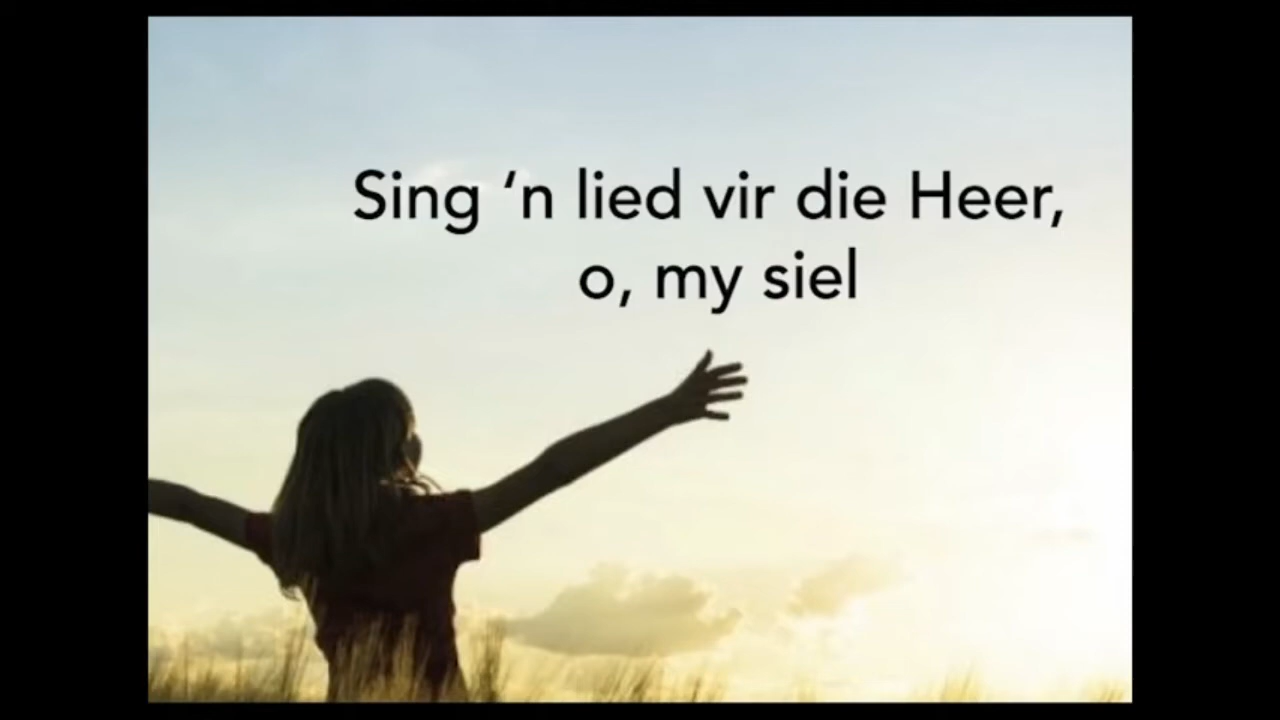 Sing ‘n lied vir die Heer,
o, my siel